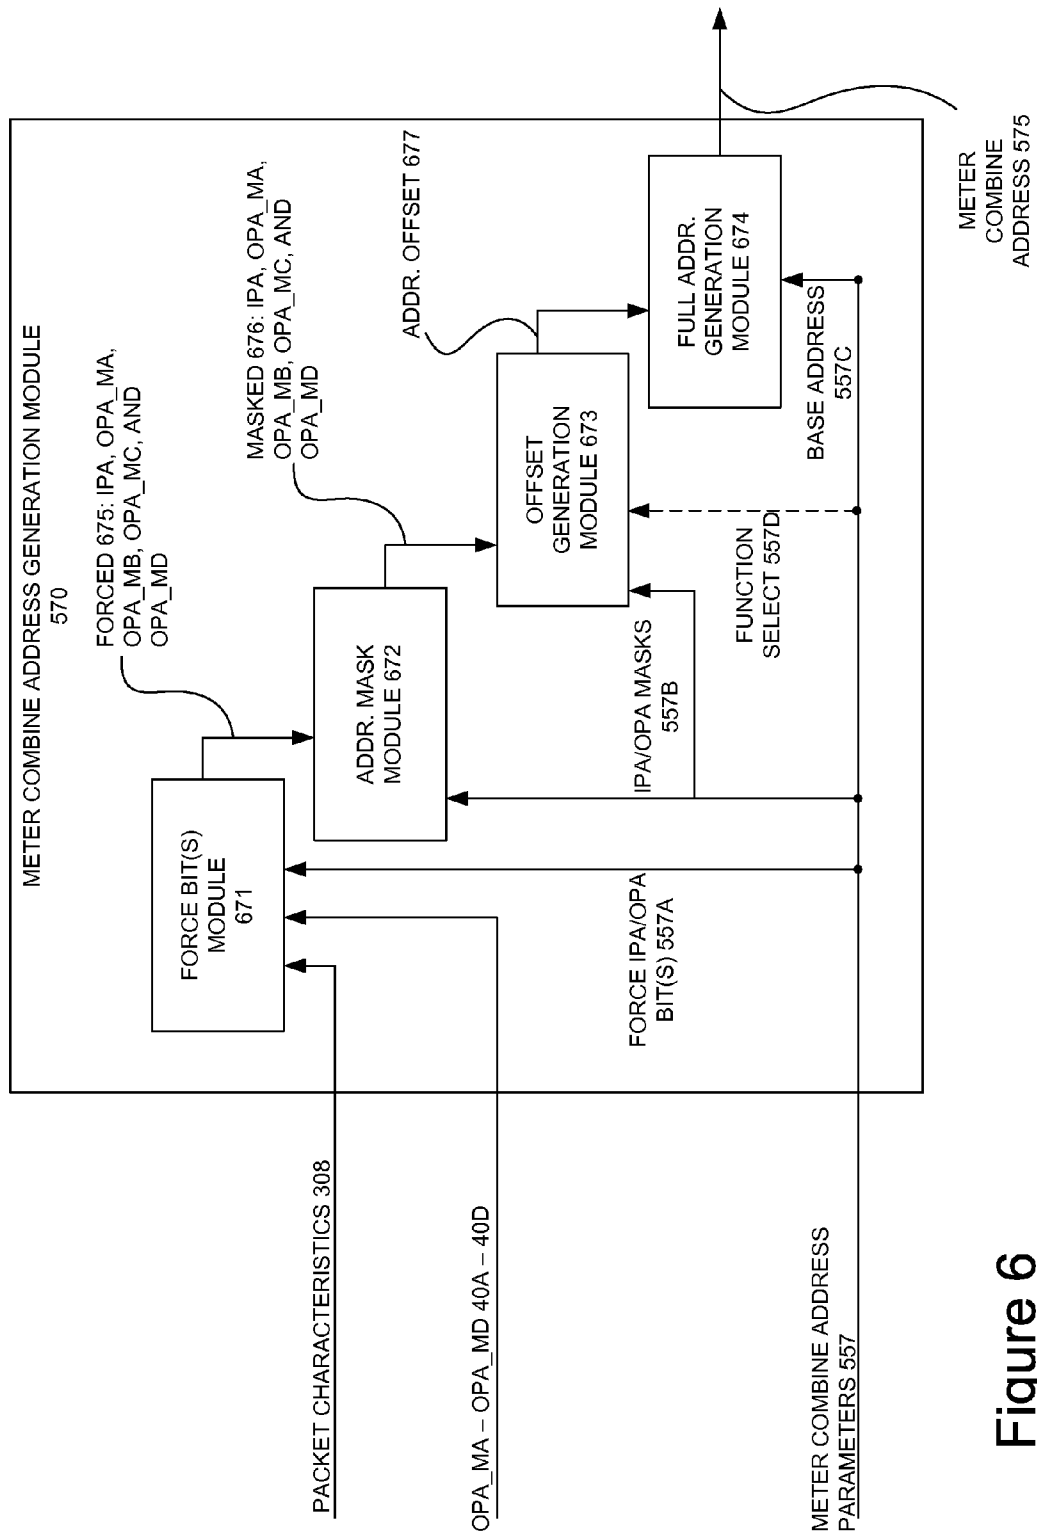 METER COMBINE ADDRESS GENERATION MODULE
570
FORCED 675: IPA, OPA_MA,
OPA_MB, OPA_MC, AND
OPA_MD
MASKED 676: IPA, OPA_MA,
OPA_MB, OPA_MC, AND
OPA_MD
ADDR. OFFSET 677
FORCE BIT(S)
MODULE
671
ADDR. MASK
MODULE 672
OFFSET
GENERATION
MODULE 673
FULL ADDR.
GENERATION
MODULE 674
PACKET CHARACTERISTICS 308
OPA_MA – OPA_MD 40A – 40D
METER COMBINE ADDRESS
PARAMETERS 557
FORCE IPA/OPA
BIT(S) 557A
IPA/OPA MASKS
557B
FUNCTION
SELECT 557D
BASE ADDRESS
557C
METER
COMBINE
ADDRESS 575
Figure 6